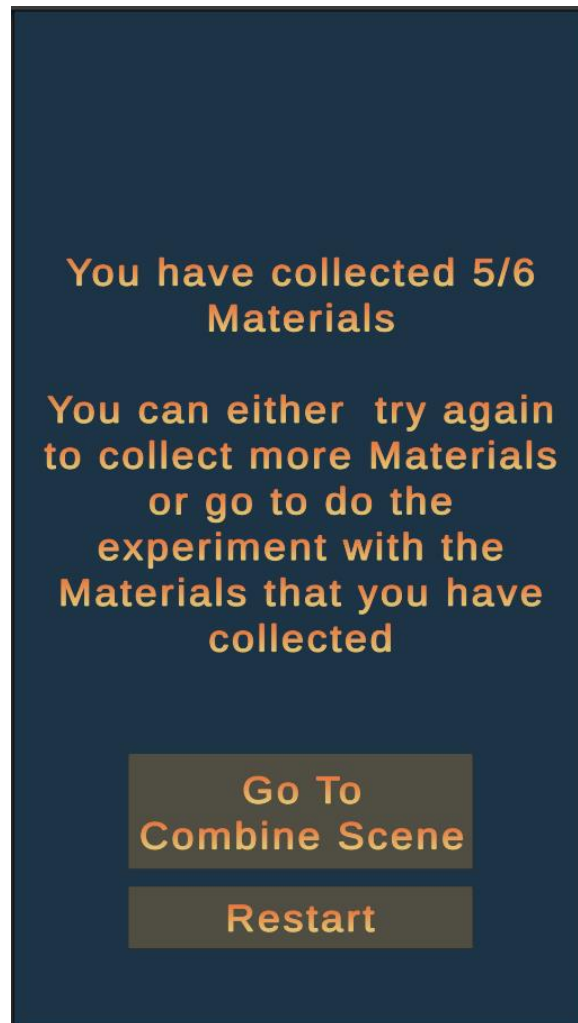 You have collected 5/6
Materials
You can either  try again
to collect more Materials
or go to do the
experiment with the
Materials that you have
collected
Go To
Combine Scene
Restart